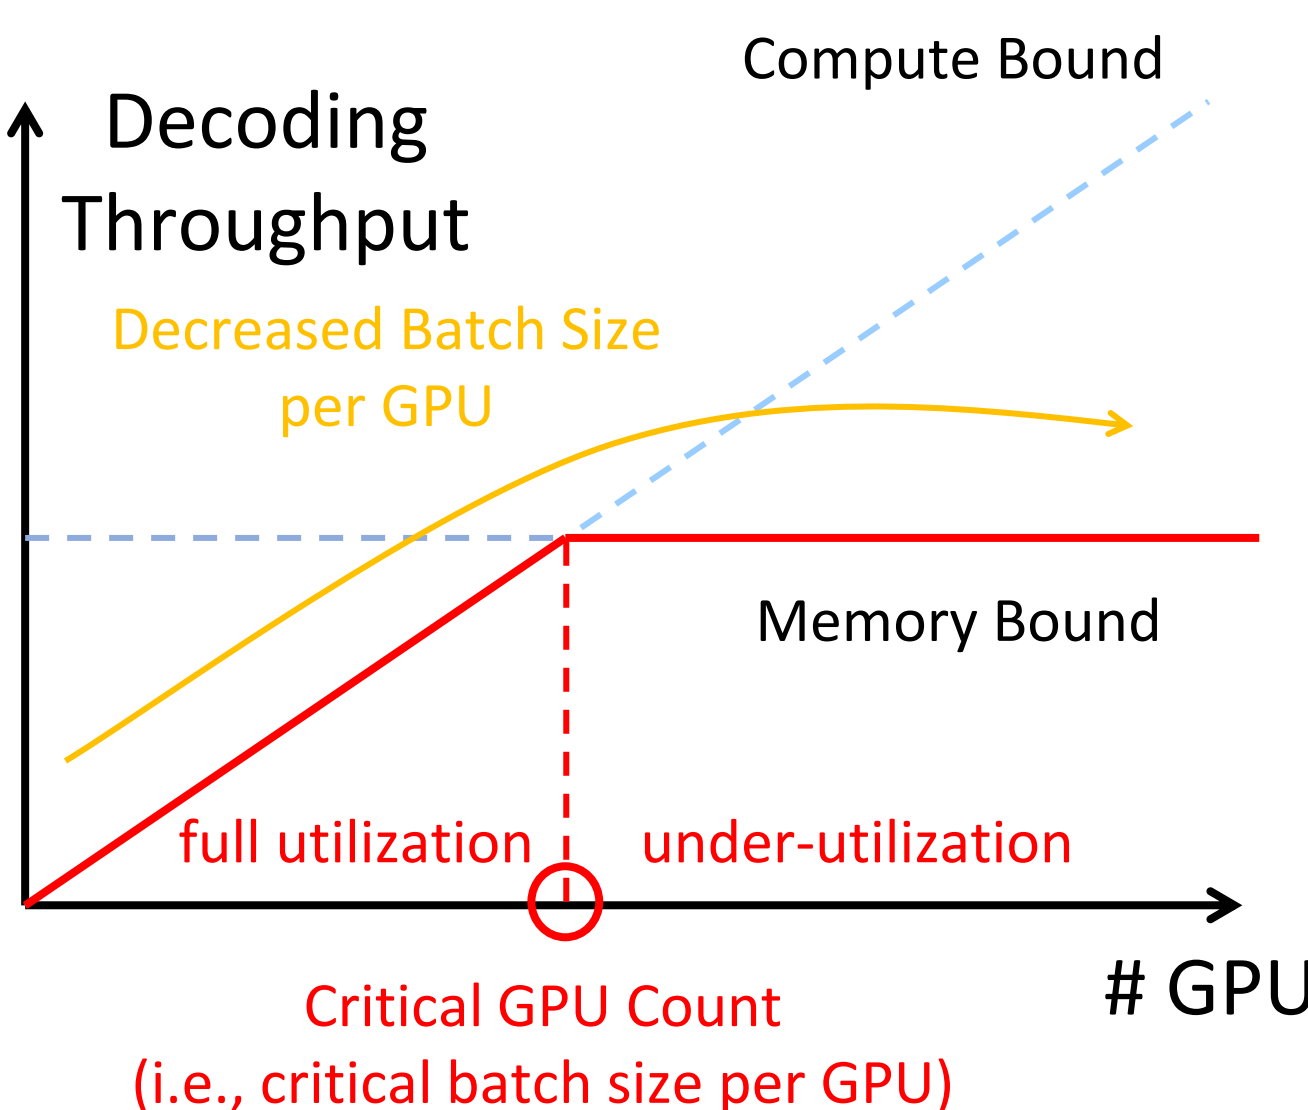 Compute Bound
Decoding
Throughput
Decreased Batch Size
per GPU
Memory Bound
full utilization
under-utilization
# GPU
Critical GPU Count
(i.e., critical batch size per GPU)